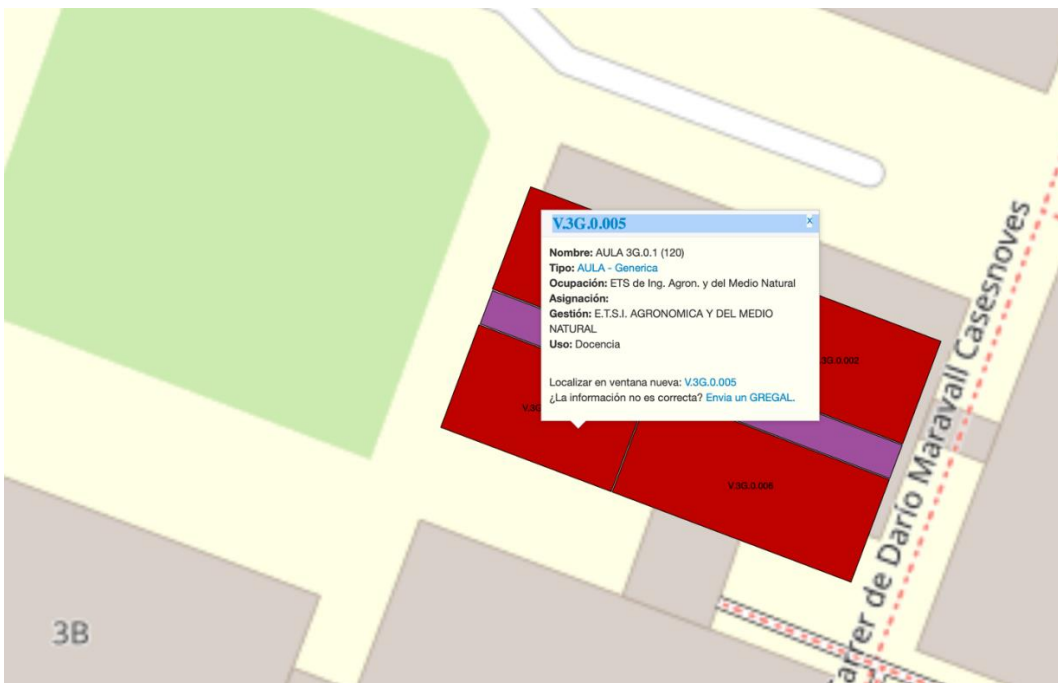 V.3G.0.005
x
Nombre: AULA 3G.0.1 (120)
Tipo: AULA - Generica
Ocupación: ETS de Ing. Agron. y del Medio Natural
Asignación:
Gestión: E.T.S.I. AGRONOMICA Y DEL MEDIO
NATURAL
Uso: Docencia
Localizar en ventana nueva: V.3G.0.005
¿La información no es correcta? Envia un GREGAL.
3G.0.002
V.3G
V.3G.0.006
3B
Carrer de Darío Maravall Casesnoves